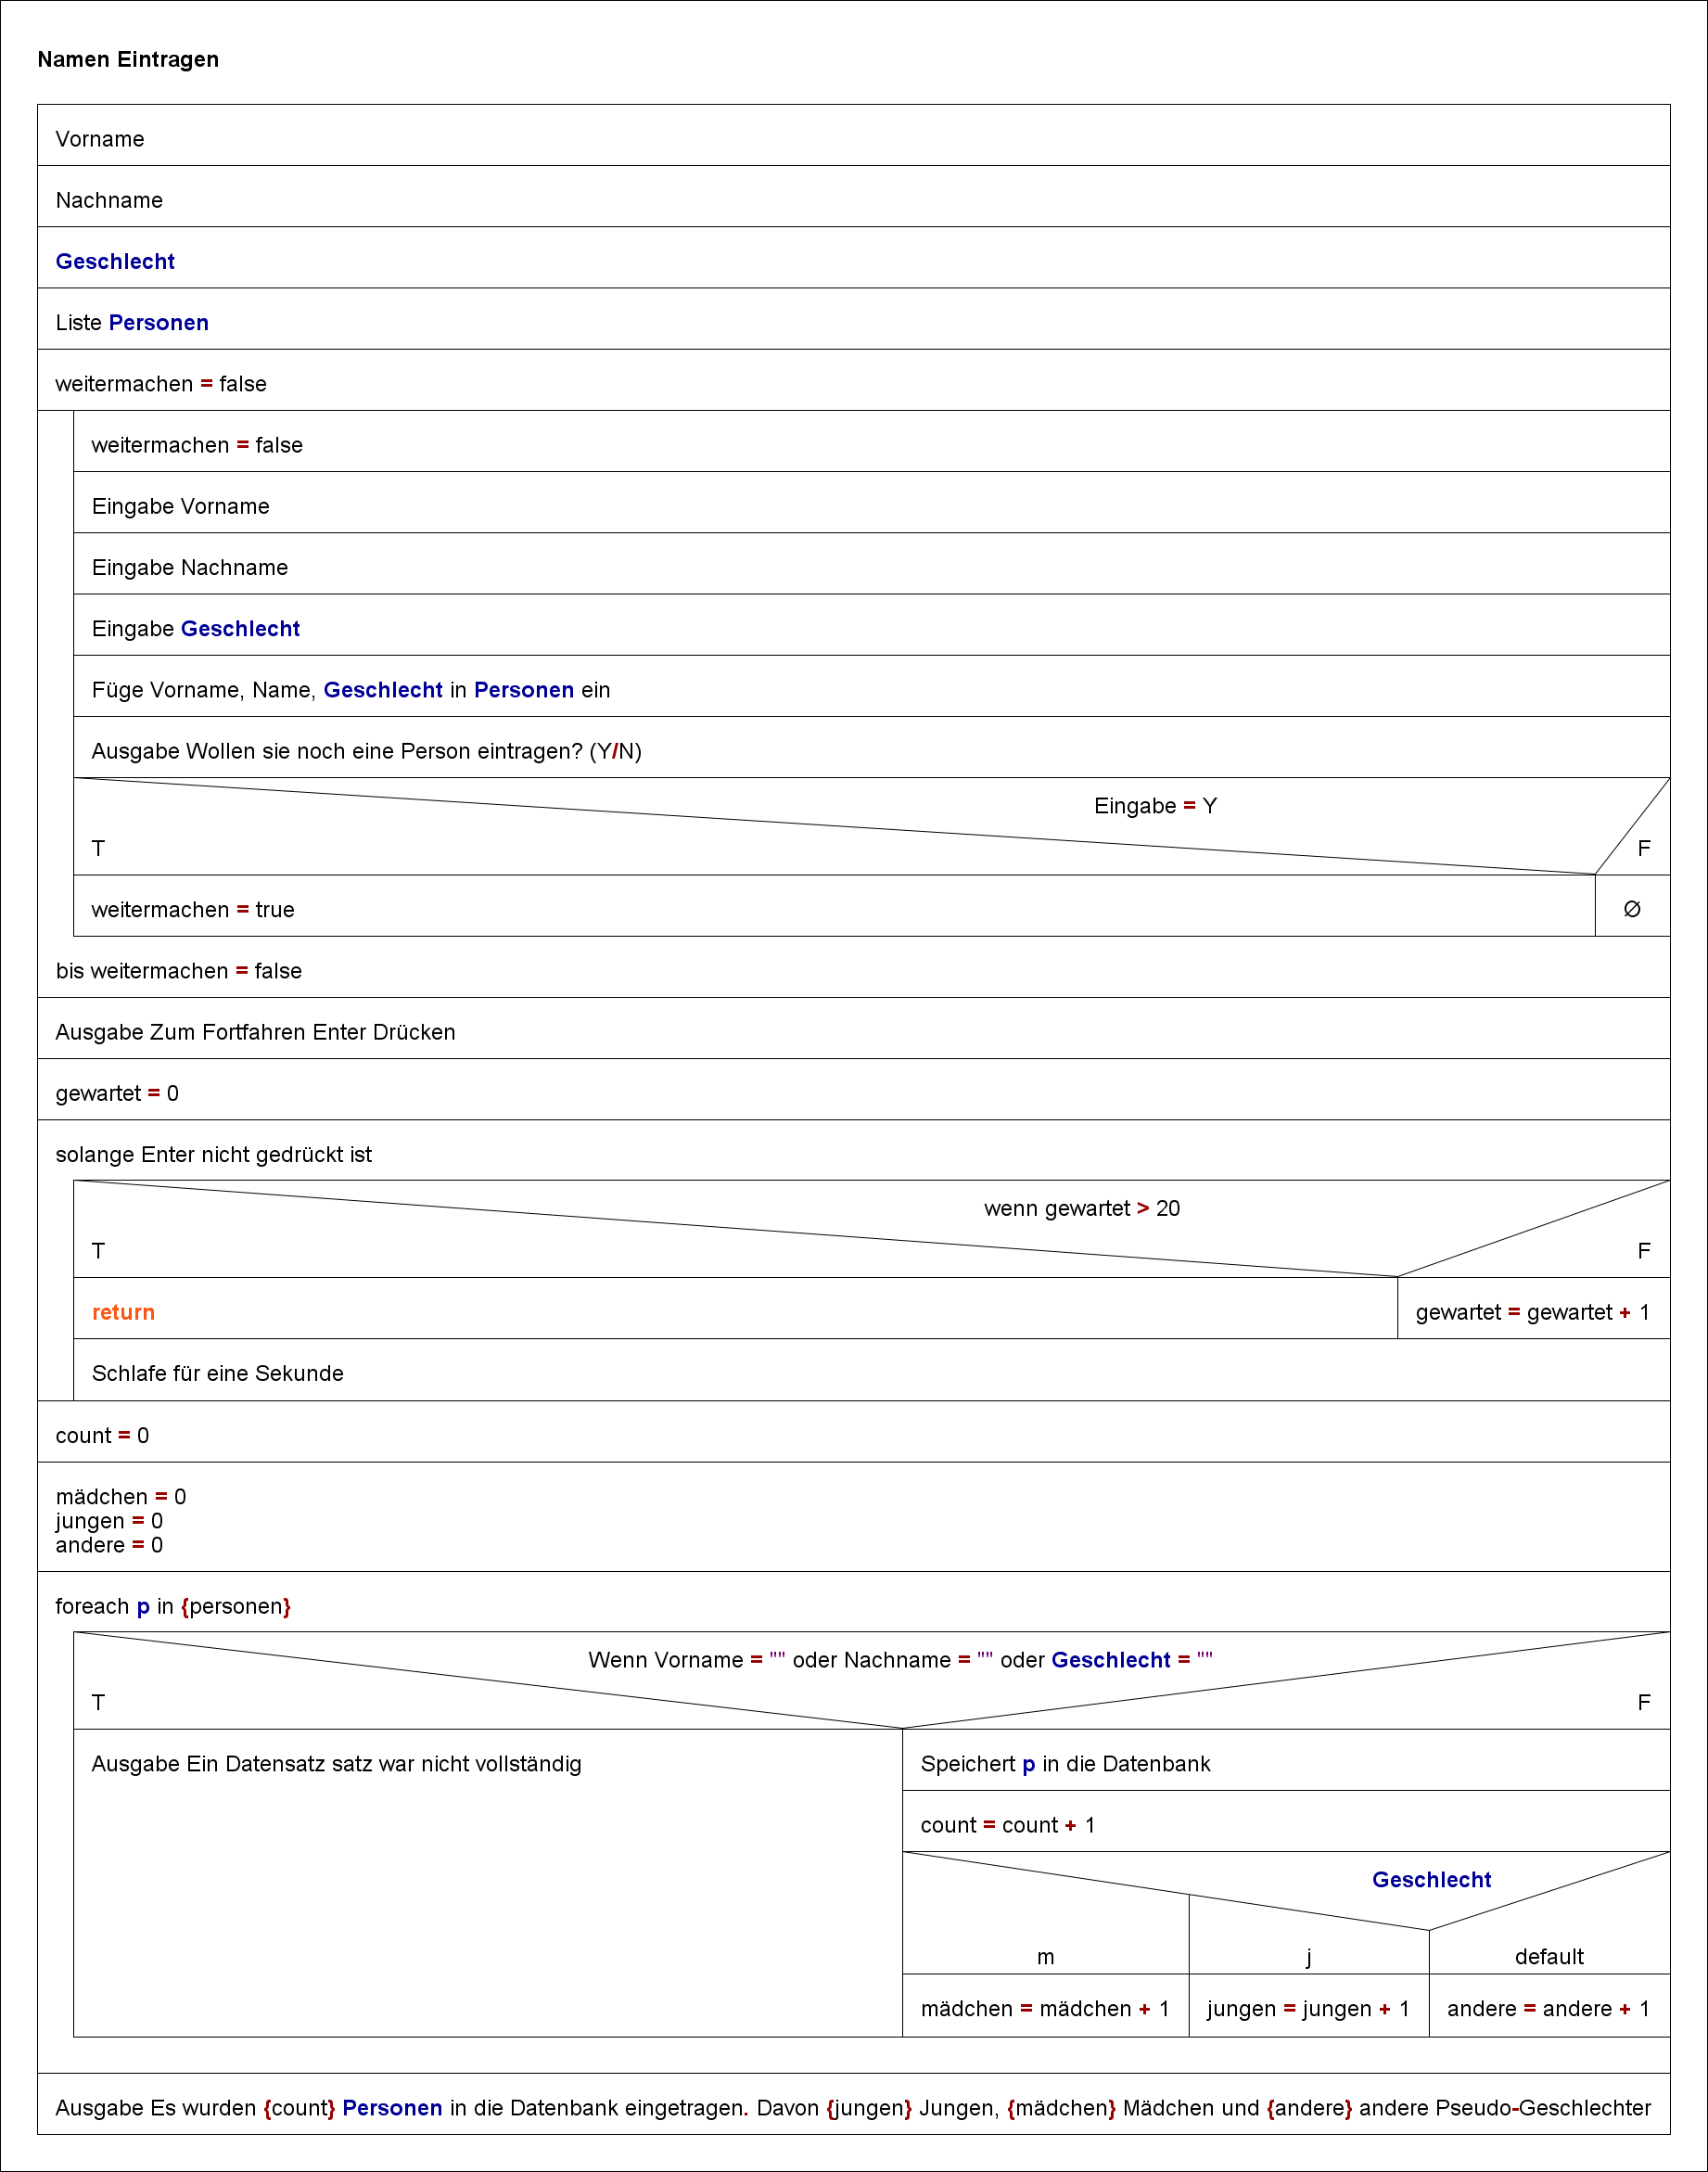 Namen Eintragen
Vorname
Nachname
Geschlecht
Liste Personen
weitermachen = false
weitermachen = false
Eingabe Vorname
Eingabe Nachname
Eingabe Geschlecht
Füge Vorname, Name, Geschlecht in Personen ein
Ausgabe Wollen sie noch eine Person eintragen? (Y/N)
Eingabe = Y
T F
weitermachen = true Ø
bis weitermachen = false
Ausgabe Zum Fortfahren Enter Drücken
gewartet = 0
solange Enter nicht gedrückt ist
wenn gewartet > 20
T F
return gewartet = gewartet + 1
Schlafe für eine Sekunde
count = 0
mädchen = 0
jungen = 0
andere = 0
foreach p in {personen}
Wenn Vorname = "" oder Nachname = "" oder Geschlecht = ""
T F
Ausgabe Ein Datensatz satz war nicht vollständig Speichert p in die Datenbank
count = count + 1
Geschlecht
m j default
mädchen = mädchen + 1 jungen = jungen + 1 andere = andere + 1
Ausgabe Es wurden {count} Personen in die Datenbank eingetragen. Davon {jungen} Jungen, {mädchen} Mädchen und {andere} andere Pseudo-Geschlechter